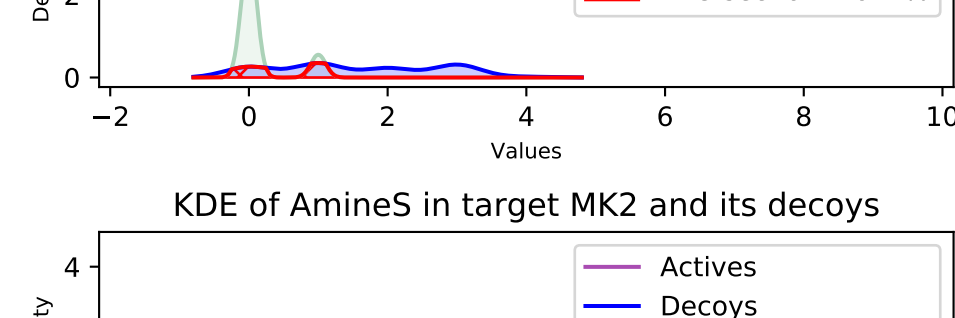 0
−2 0 2 4 6 8 10
Values
KDE of AmineS in target MK2 and its decoys
4
Actives
Decoys